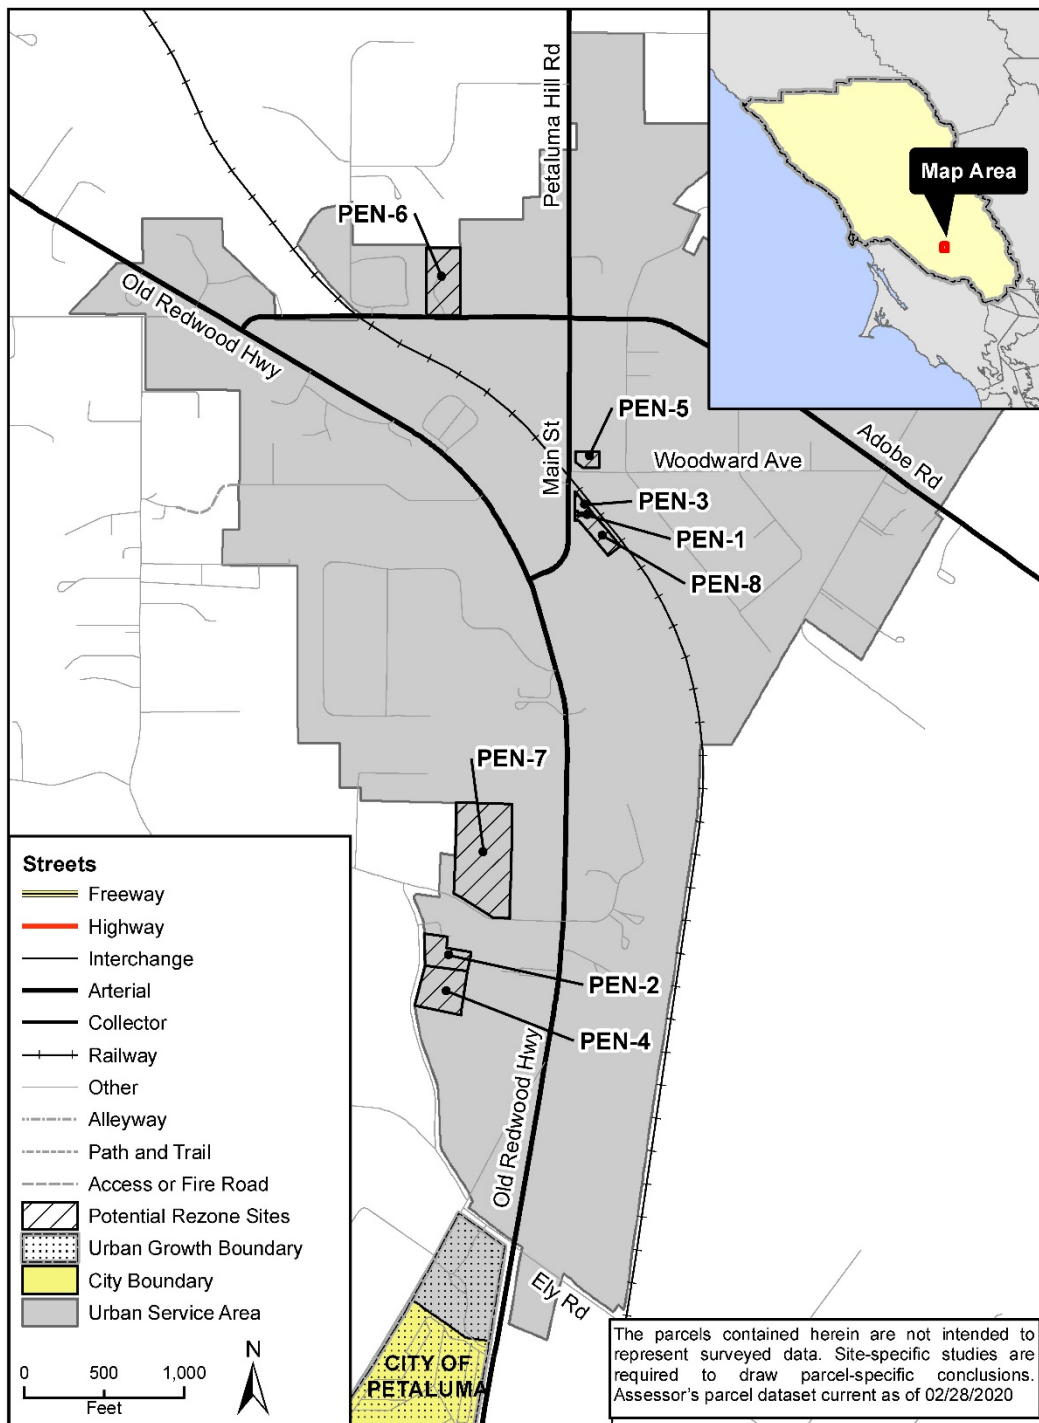 Petaluma Hill Rd
Map Area
PEN-6
Old Redwood Hwy
PEN-5
Main St
Woodward Ave
Adobe Rd
PEN-3
PEN-1
PEN-8
PEN-7
PEN-2
PEN-4
Old Redwood Hwy
Ely Rd
CITY OF
PETALUMA
Streets
Freeway
Highway
Interchange
Arterial
Collector
Railway
Other
Alleyway
Path and Trail
Access or Fire Road
Potential Rezone Sites
Urban Growth Boundary
City Boundary
Urban Service Area
N
0 500 1,000
Feet
The parcels contained herein are not intended to
represent surveyed data. Site-specific studies are
required to draw parcel-specific conclusions.
Assessor's parcel dataset current as of 02/28/2020